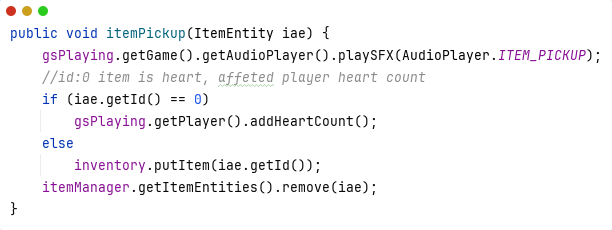 public void itemPickup(ItemEntity iae) {
    gsPlaying.getGame().getAudioPlayer().playSFX(AudioPlayer.ITEM_PICKUP);
    //id:0 item is heart, affeted player heart count
    if (iae.getId() == 0)
        gsPlaying.getPlayer().addHeartCount();
    else
        inventory.putItem(iae.getId());
    itemManager.getItemEntities().remove(iae);
}